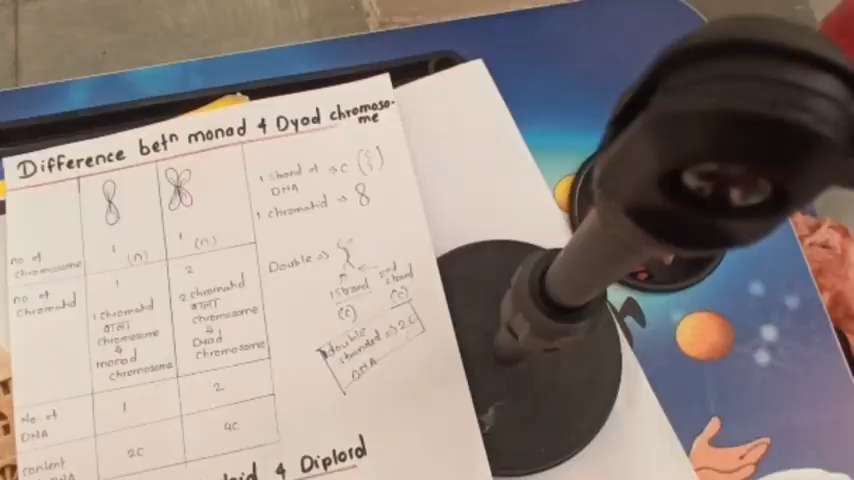 Difference betn monad & Dyad chromoso-
me
no of
chromosome
1
(n)
1
(n)
no of
chromatid
1
1 chromatid
वाला
chromosome
&
monad
chromosome
2
2 chromatid
वाला
chromosome
&
Dyad
chromosome
No. of
DNA
1
2
content
2C
4C
1 strand of ⇒ C
DNA
1 chromatid ⇒
Double ⇒
1 strand
(c)
2nd
strand
(c)
double
stranded ⇒ 2C
DNA
& Diploid